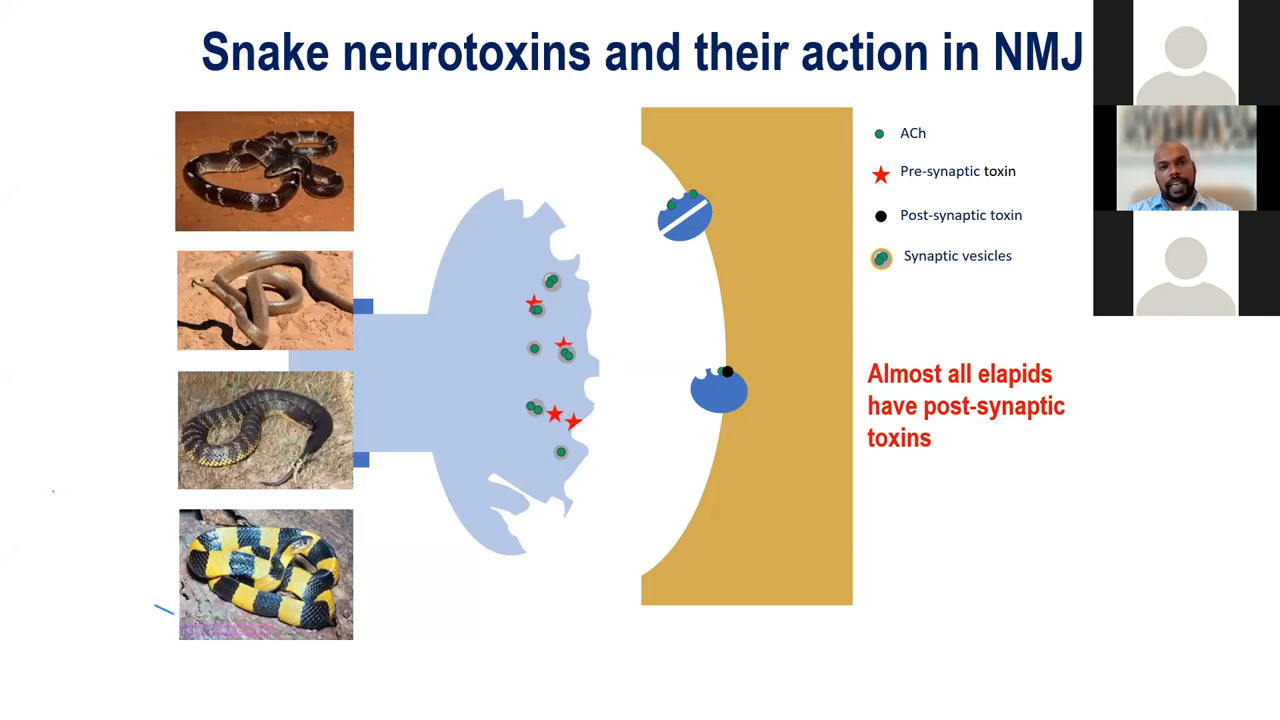 Snake neurotoxins and their action in NMJ
ACh
Pre-synaptic toxin
Post-synaptic toxin
Synaptic vesicles
Almost all elapids
have post-synaptic
toxins